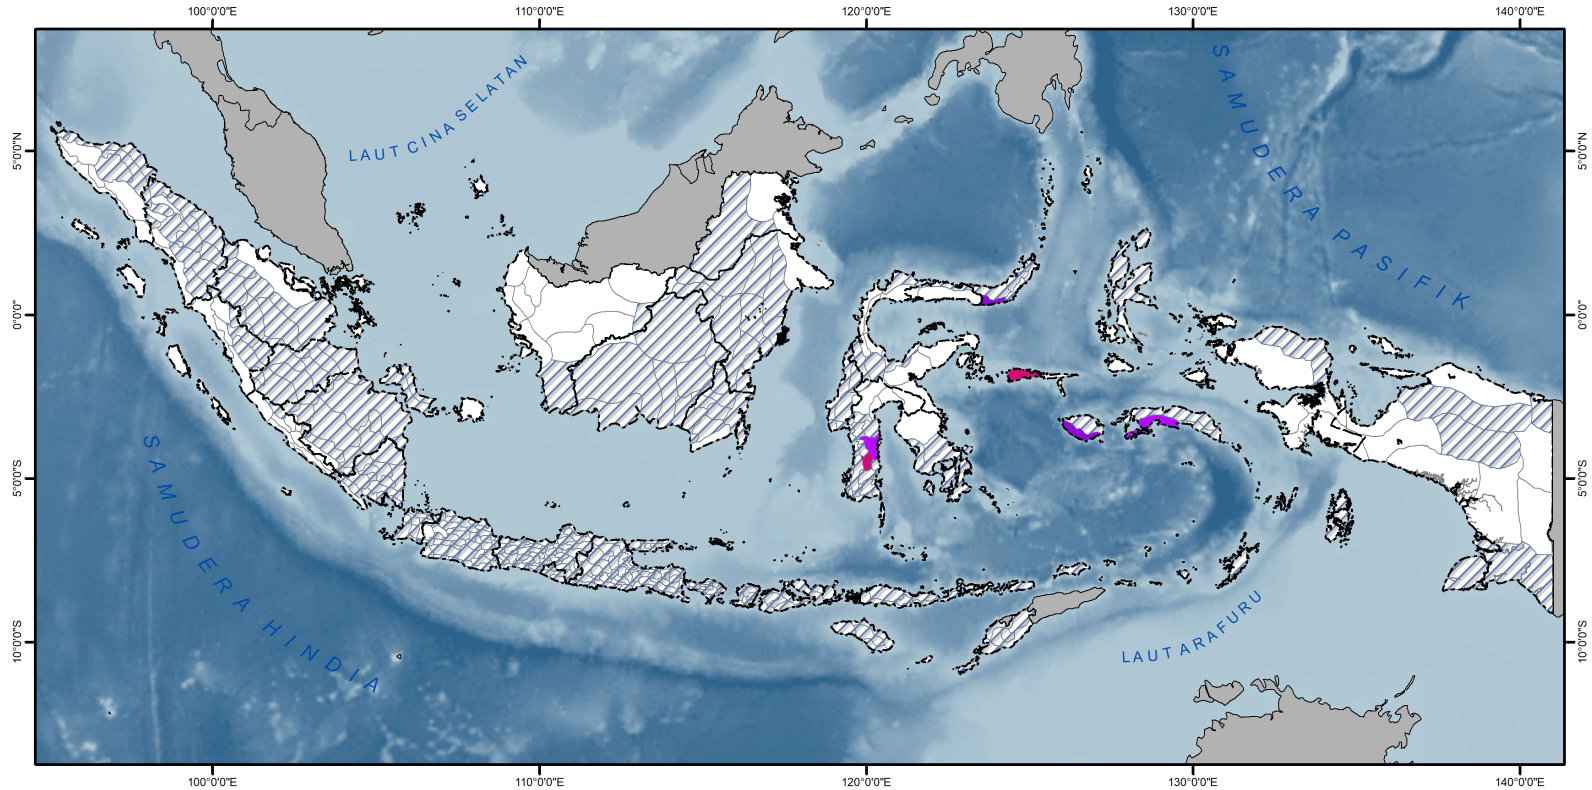 100°0'0"E 110°0'0"E 120°0'0"E 130°0'0"E 140°0'0"E
LAUT CINA SELATAN
SAMUDERA PASIFIK
5°0'0"N 5°0'0"N
0°0'0" 0°0'0"
5°0'0"S 5°0'0"S
SAMUDERA HINDIA
LAUT ARAFURU
10°0'0"S 10°0'0"S
100°0'0"E 110°0'0"E 120°0'0"E 130°0'0"E 140°0'0"E